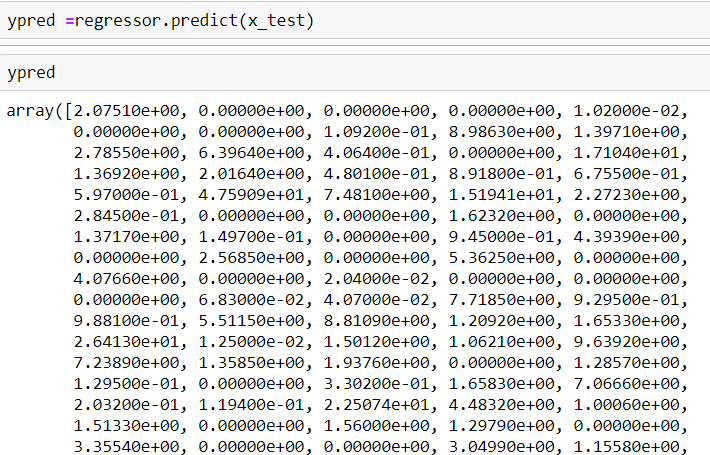 ypred =regressor.predict(x_test)
ypred
array([2.07510e+00, 0.00000e+00, 0.00000e+00, 0.00000e+00, 1.02000e-02,
0.00000e+00, 0.00000e+00, 1.09200e-01, 8.98630e+00, 1.39710e+00,
2.78550e+00, 6.39640e+00, 4.06400e-01, 0.00000e+00, 1.71040e+01,
1.36920e+00, 2.01640e+00, 4.80100e-01, 8.91800e-01, 6.75500e-01,
5.97000e-01, 4.75909e+01, 7.48100e+00, 1.51941e+01, 2.27230e+00,
2.84500e-01, 0.00000e+00, 0.00000e+00, 1.62320e+00, 0.00000e+00,
1.37170e+00, 1.49700e-01, 0.00000e+00, 9.45000e-01, 4.39390e+00,
0.00000e+00, 2.56850e+00, 0.00000e+00, 5.36250e+00, 0.00000e+00,
4.07660e+00, 0.00000e+00, 2.04000e-02, 0.00000e+00, 0.00000e+00,
0.00000e+00, 6.83000e-02, 4.07000e-02, 7.71850e+00, 9.29500e-01,
9.88100e-01, 5.51150e+00, 8.81090e+00, 1.20920e+00, 1.65330e+00,
2.64130e+01, 1.25000e-02, 1.50120e+00, 1.06210e+00, 9.63920e+00,
7.23890e+00, 1.35850e+00, 1.93760e+00, 0.00000e+00, 1.28570e+00,
1.29500e-01, 0.00000e+00, 3.30200e-01, 1.65830e+00, 7.06660e+00,
2.03200e-01, 1.19400e-01, 2.25074e+01, 4.48320e+00, 1.00060e+00,
1.51330e+00, 0.00000e+00, 1.56000e+00, 1.29790e+00, 0.00000e+00,
3.35540e+00, 0.00000e+00, 0.00000e+00, 3.04990e+00, 1.15580e+00,